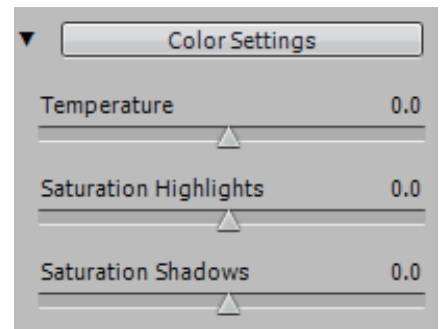 Color Settings
Temperature 0.0
Saturation Highlights 0.0
Saturation Shadows 0.0